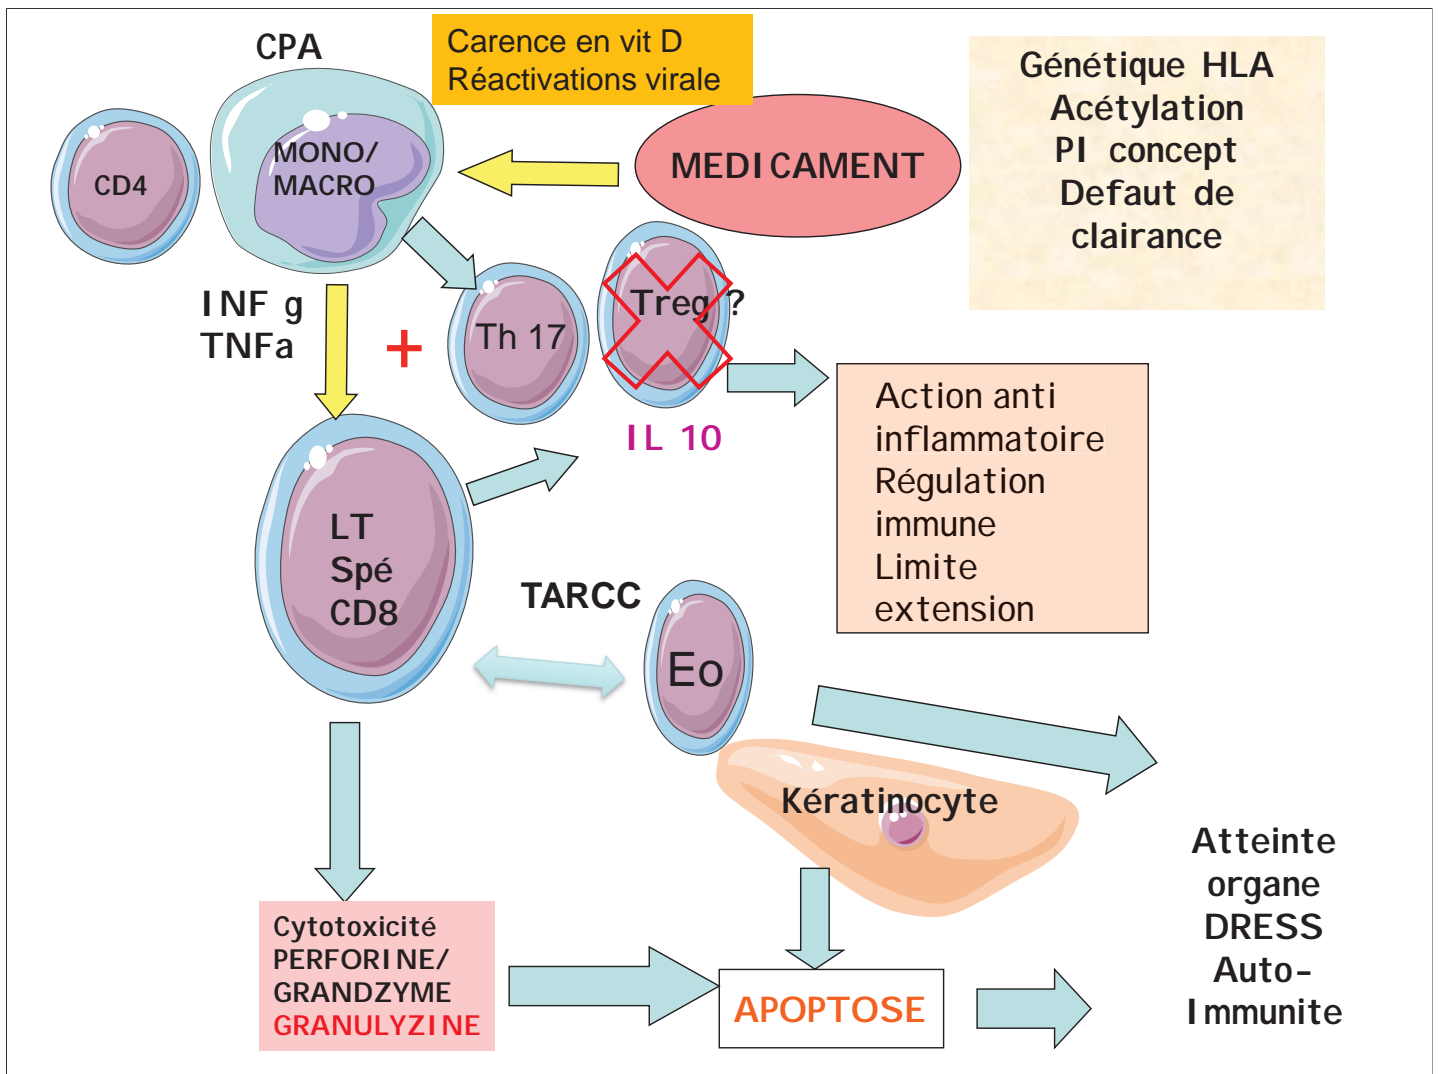 CPA
Carence en vit D
Réactivations virale
Génétique HLA
Acétylation
PI concept
Defaut de
clairance
CD4
MONO/
MACRO
MEDICAMENT
INF g
TNFa
+
Th 17
Treg ?
IL 10
Action anti
inflammatoire
Régulation
immune
Limite
extension
LT
Spé
CD8
TARCC
Eo
Kératinocyte
Atteinte
organe
DRESS
Auto-
Immunite
Cytotoxicité
PERFORINE/
GRANDZYME
GRANULYZINE
APOPTOSE